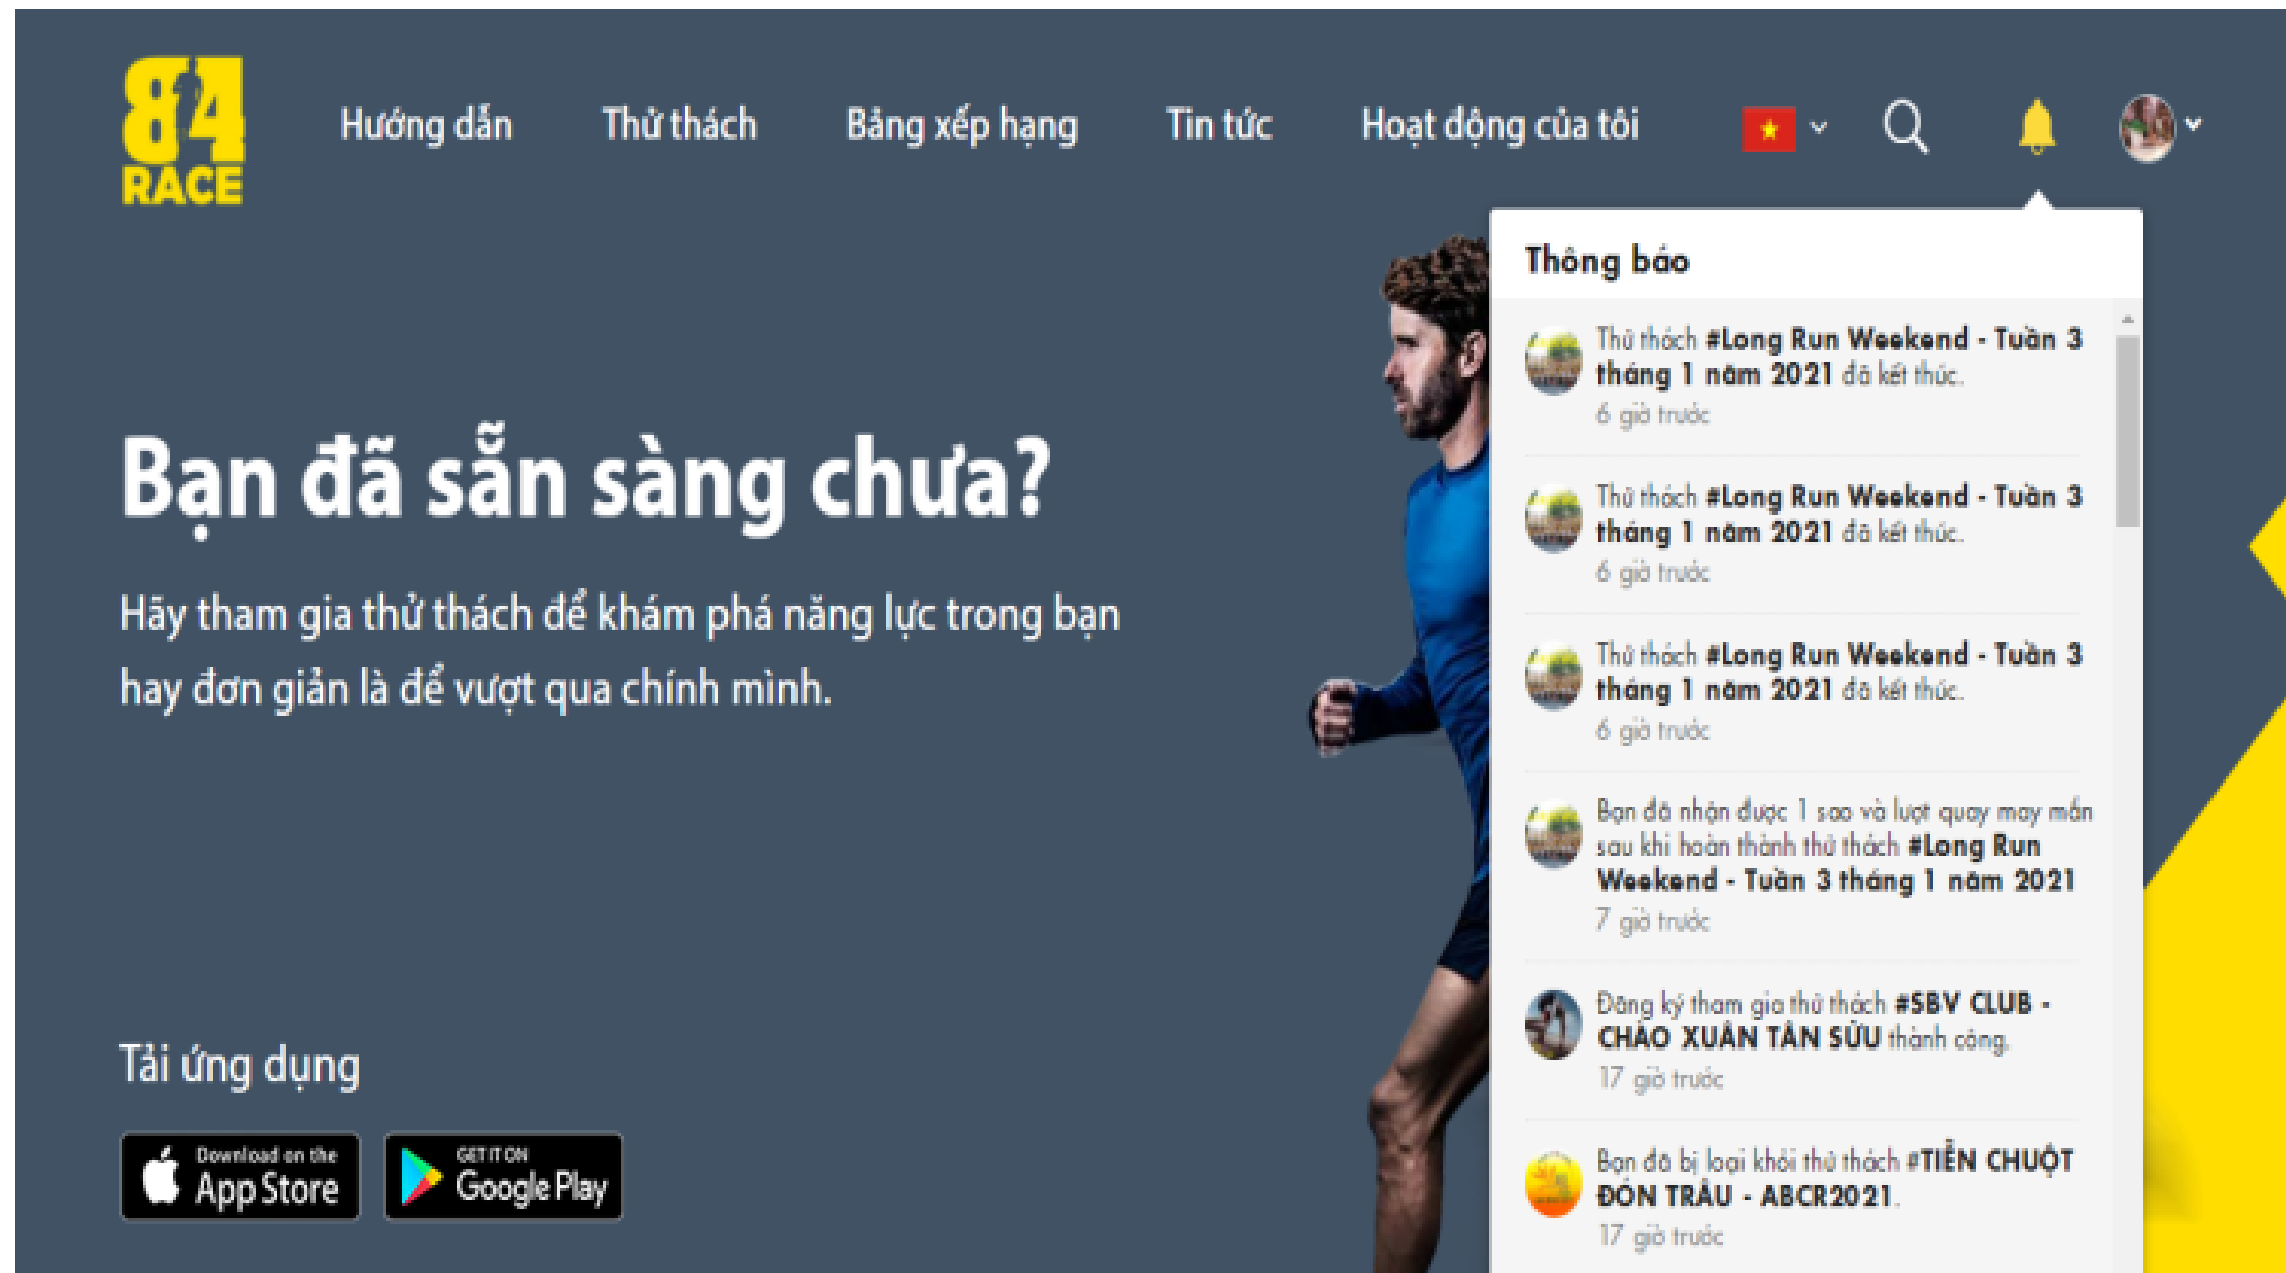 84
RACE
Hướng dẫn
Thử thách
Bảng xếp hạng
Tin tức
Hoạt động của tôi
Bạn đã sẵn sàng chưa?
Hãy tham gia thử thách để khám phá năng lực trong bạn
hay đơn giản là để vượt qua chính mình.
Tải ứng dụng
Download on the
App Store
GET IT ON
Google Play
Thông báo
Thử thách #Long Run Weekend - Tuần 3
tháng 1 năm 2021 đã kết thúc.
6 giờ trước
Thử thách #Long Run Weekend - Tuần 3
tháng 1 năm 2021 đã kết thúc.
6 giờ trước
Thử thách #Long Run Weekend - Tuần 3
tháng 1 năm 2021 đã kết thúc.
6 giờ trước
Bạn đã nhận được 1 sao và lượt quay may mắn
sau khi hoàn thành thử thách #Long Run
Weekend - Tuần 3 tháng 1 năm 2021
7 giờ trước
Đăng ký tham gia thử thách #SBV CLUB -
CHÀO XUÂN TÂN SỬU thành công.
17 giờ trước
Bạn đã bị loại khỏi thử thách #TIỄN CHUỘT
ĐÓN TRÂU - ABCR2021.
17 giờ trước